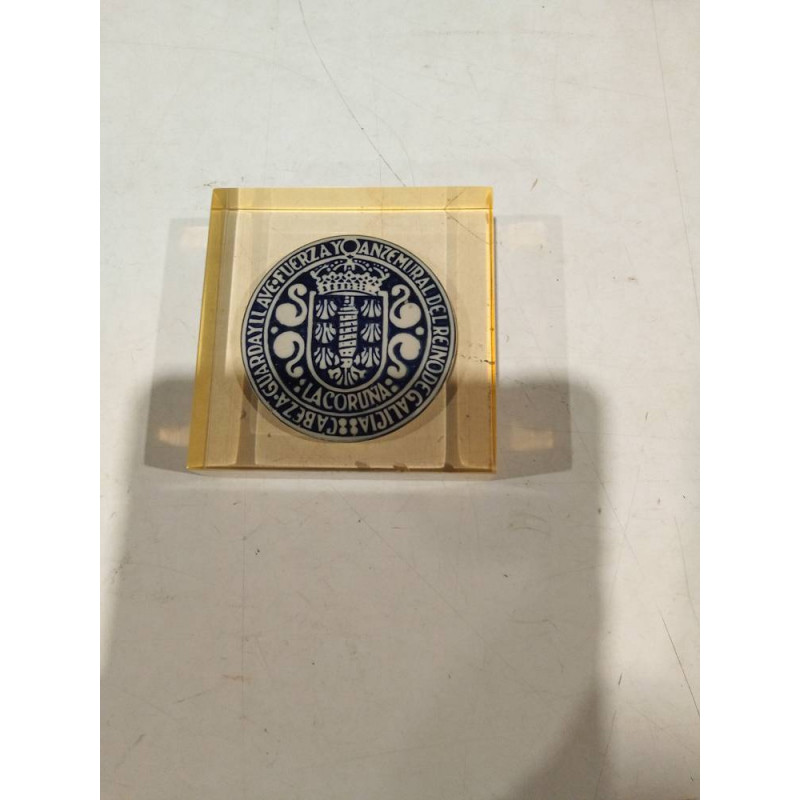 CABEZA·GUARDA Y LLAVE·FUERZA Y ANTEMURAL DEL REINO DE GALICIA
LA CORUÑA